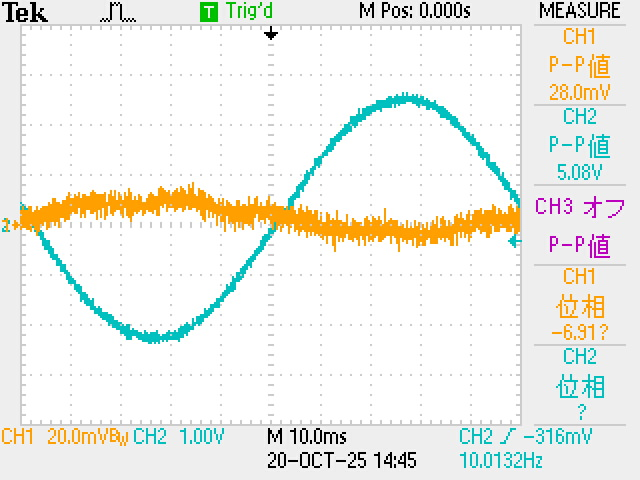 Tek T Trig'd M Pos: 0.000s MEASURE
CH1
P-P値
28.0mV
CH2
P-P値
5.08V
CH3 オフ
P-P値
CH1
位相
-6.91?
CH2
位相
?
2
CH1 20.0mVBW CH2 1.00V M 10.0ms CH2 -316mV
20-OCT-25 14:45 10.0132Hz